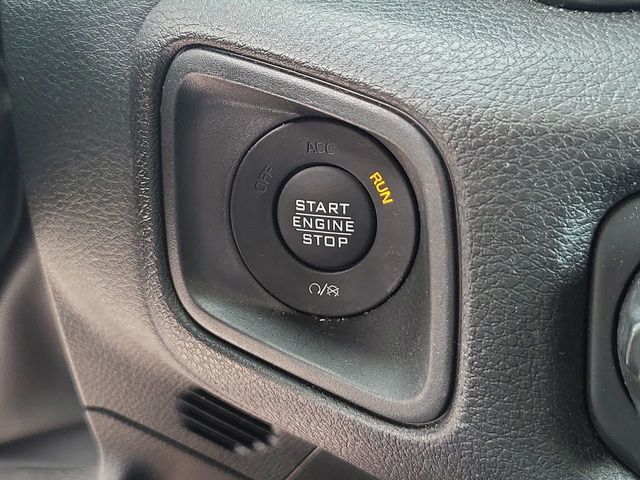 OFF
ACC
RUN
START
ENGINE
STOP